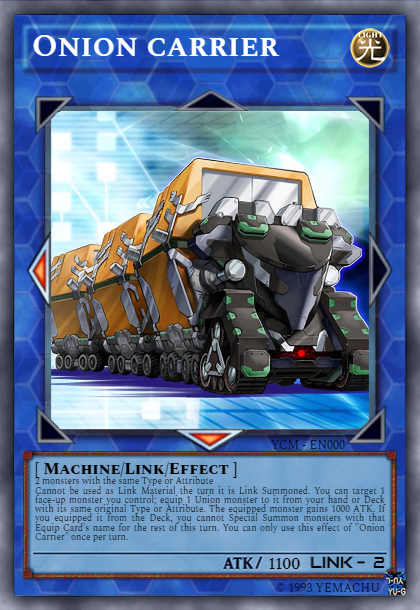 ONION CARRIER
LIGHT
光
YCM - EN000
[ MACHINE/LINK/EFFECT ]
2 monsters with the same Type or Attribute
Cannot be used as Link Material the turn it is Link Summoned. You can target 1
face-up monster you control; equip 1 Union monster to it from your hand or Deck
with its same original Type or Attribute. The equipped monster gains 1000 ATK. If
you equipped it from the Deck, you cannot Special Summon monsters with that
Equip Card's name for the rest of this turn. You can only use this effect of "Onion
Carrier" once per turn.
ATK/ 1100 LINK - 2
© 1993 YEMACHU